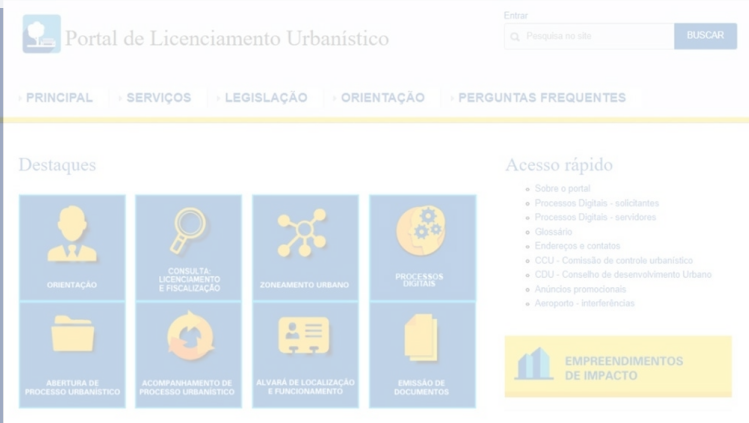 Entrar
Portal de Licenciamento Urbanístico
Pesquisa no site
BUSCAR
PRINCIPAL
SERVIÇOS
LEGISLAÇÃO
ORIENTAÇÃO
PERGUNTAS FREQUENTES
Destaques
ORIENTAÇÃO
CONSULTA:
LICENCIAMENTO
E FISCALIZAÇÃO
ZONEAMENTO URBANO
PROCESSOS
DIGITAIS
ABERTURA DE
PROCESSO URBANÍSTICO
ACOMPANHAMENTO DE
PROCESSO URBANÍSTICO
ALVARÁ DE LOCALIZAÇÃO
E FUNCIONAMENTO
EMISSÃO DE
DOCUMENTOS
Acesso rápido
Sobre o portal
Processos Digitais - solicitantes
Processos Digitais - servidores
Glossário
Endereços e contatos
CCU - Comissão de controle urbanístico
CDU - Conselho de desenvolvimento Urbano
Anúncios promocionais
Aeroporto - Interferências
EMPREENDIMENTOS
DE IMPACTO